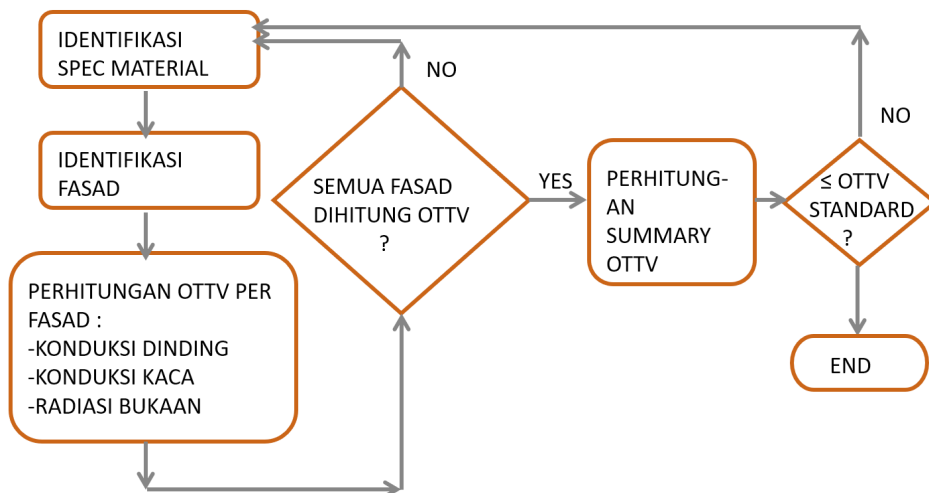 IDENTIFIKASI
SPEC MATERIAL
IDENTIFIKASI
FASAD
PERHITUNGAN OTTV PER
FASAD :
-KONDUKSI DINDING
-KONDUKSI KACA
-RADIASI BUKAAN
SEMUA FASAD
DIHITUNG OTTV
?
NO
YES
PERHITUNG-
AN
SUMMARY
OTTV
≤ OTTV
STANDARD
?
NO
END